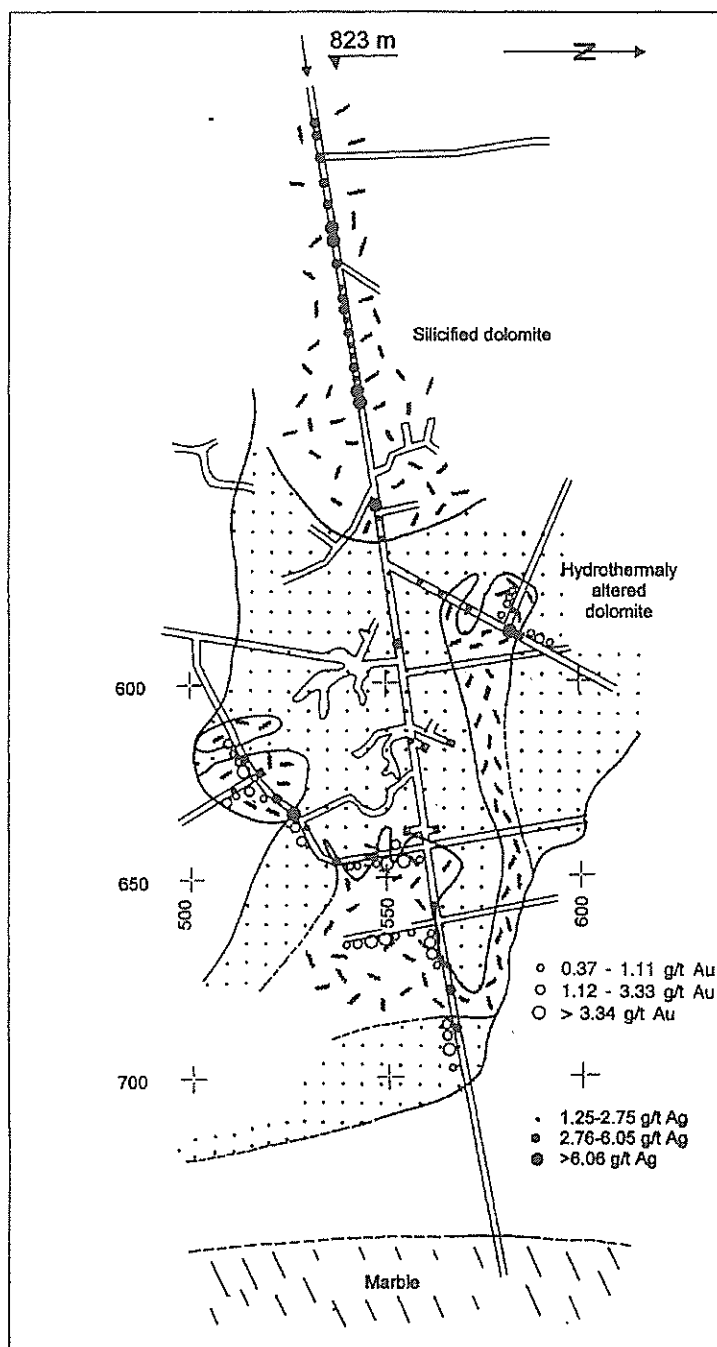 823 m
N
Silicified dolomite
Hydrothermaly
altered
dolomite
600
650
500
550
600
0.37 - 1.11 g/t Au
1.12 - 3.33 g/t Au
> 3.34 g/t Au
700
1.25-2.75 g/t Ag
2.76-6.05 g/t Ag
>6.06 g/t Ag
Marble